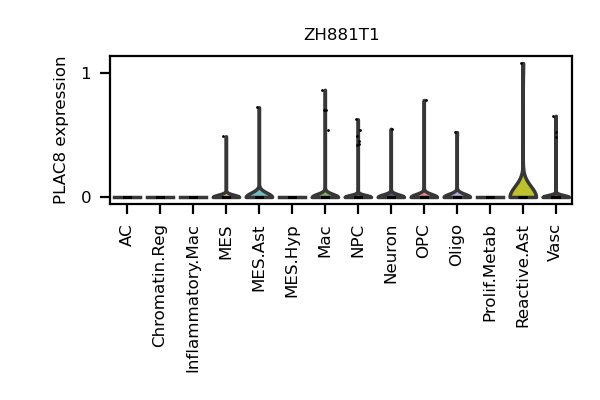 ZH881T1
PLAC8 expression
1
0
AC
Chromatin.Reg
Inflammatory.Mac
MES
MES.Ast
MES.Hyp
Mac
NPC
Neuron
OPC
Oligo
Prolif.Metab
Reactive.Ast
Vasc